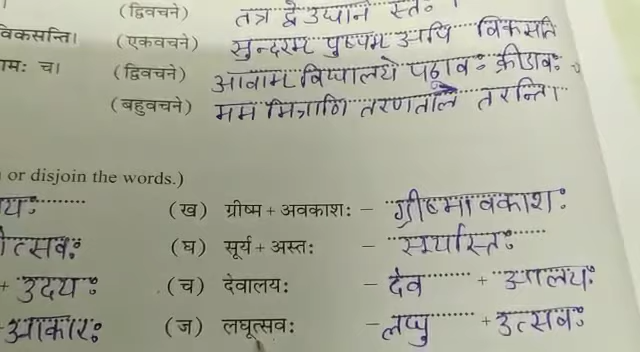 (द्विवचने) तत्र द्वे उद्याने स्तः ।
विकसन्ति। (एकवचने) सुन्दरम पुष्पम अपि विकसति
ामः च। (द्विवचने) आवाम विद्यालये पठावः क्रीडावः च
(बहुवचने) मम मित्राणि तरणताले तरन्ति।
or disjoin the words.)
यः (ख) ग्रीष्म + अवकाशः - ग्रीष्मावकाशः
ोत्सवः (घ) सूर्य + अस्तः - सूर्यास्तः
+ उदयः (च) देवालयः - देव + आलयः
आकारः (ज) लघूत्सवः - लघु + उत्सवः